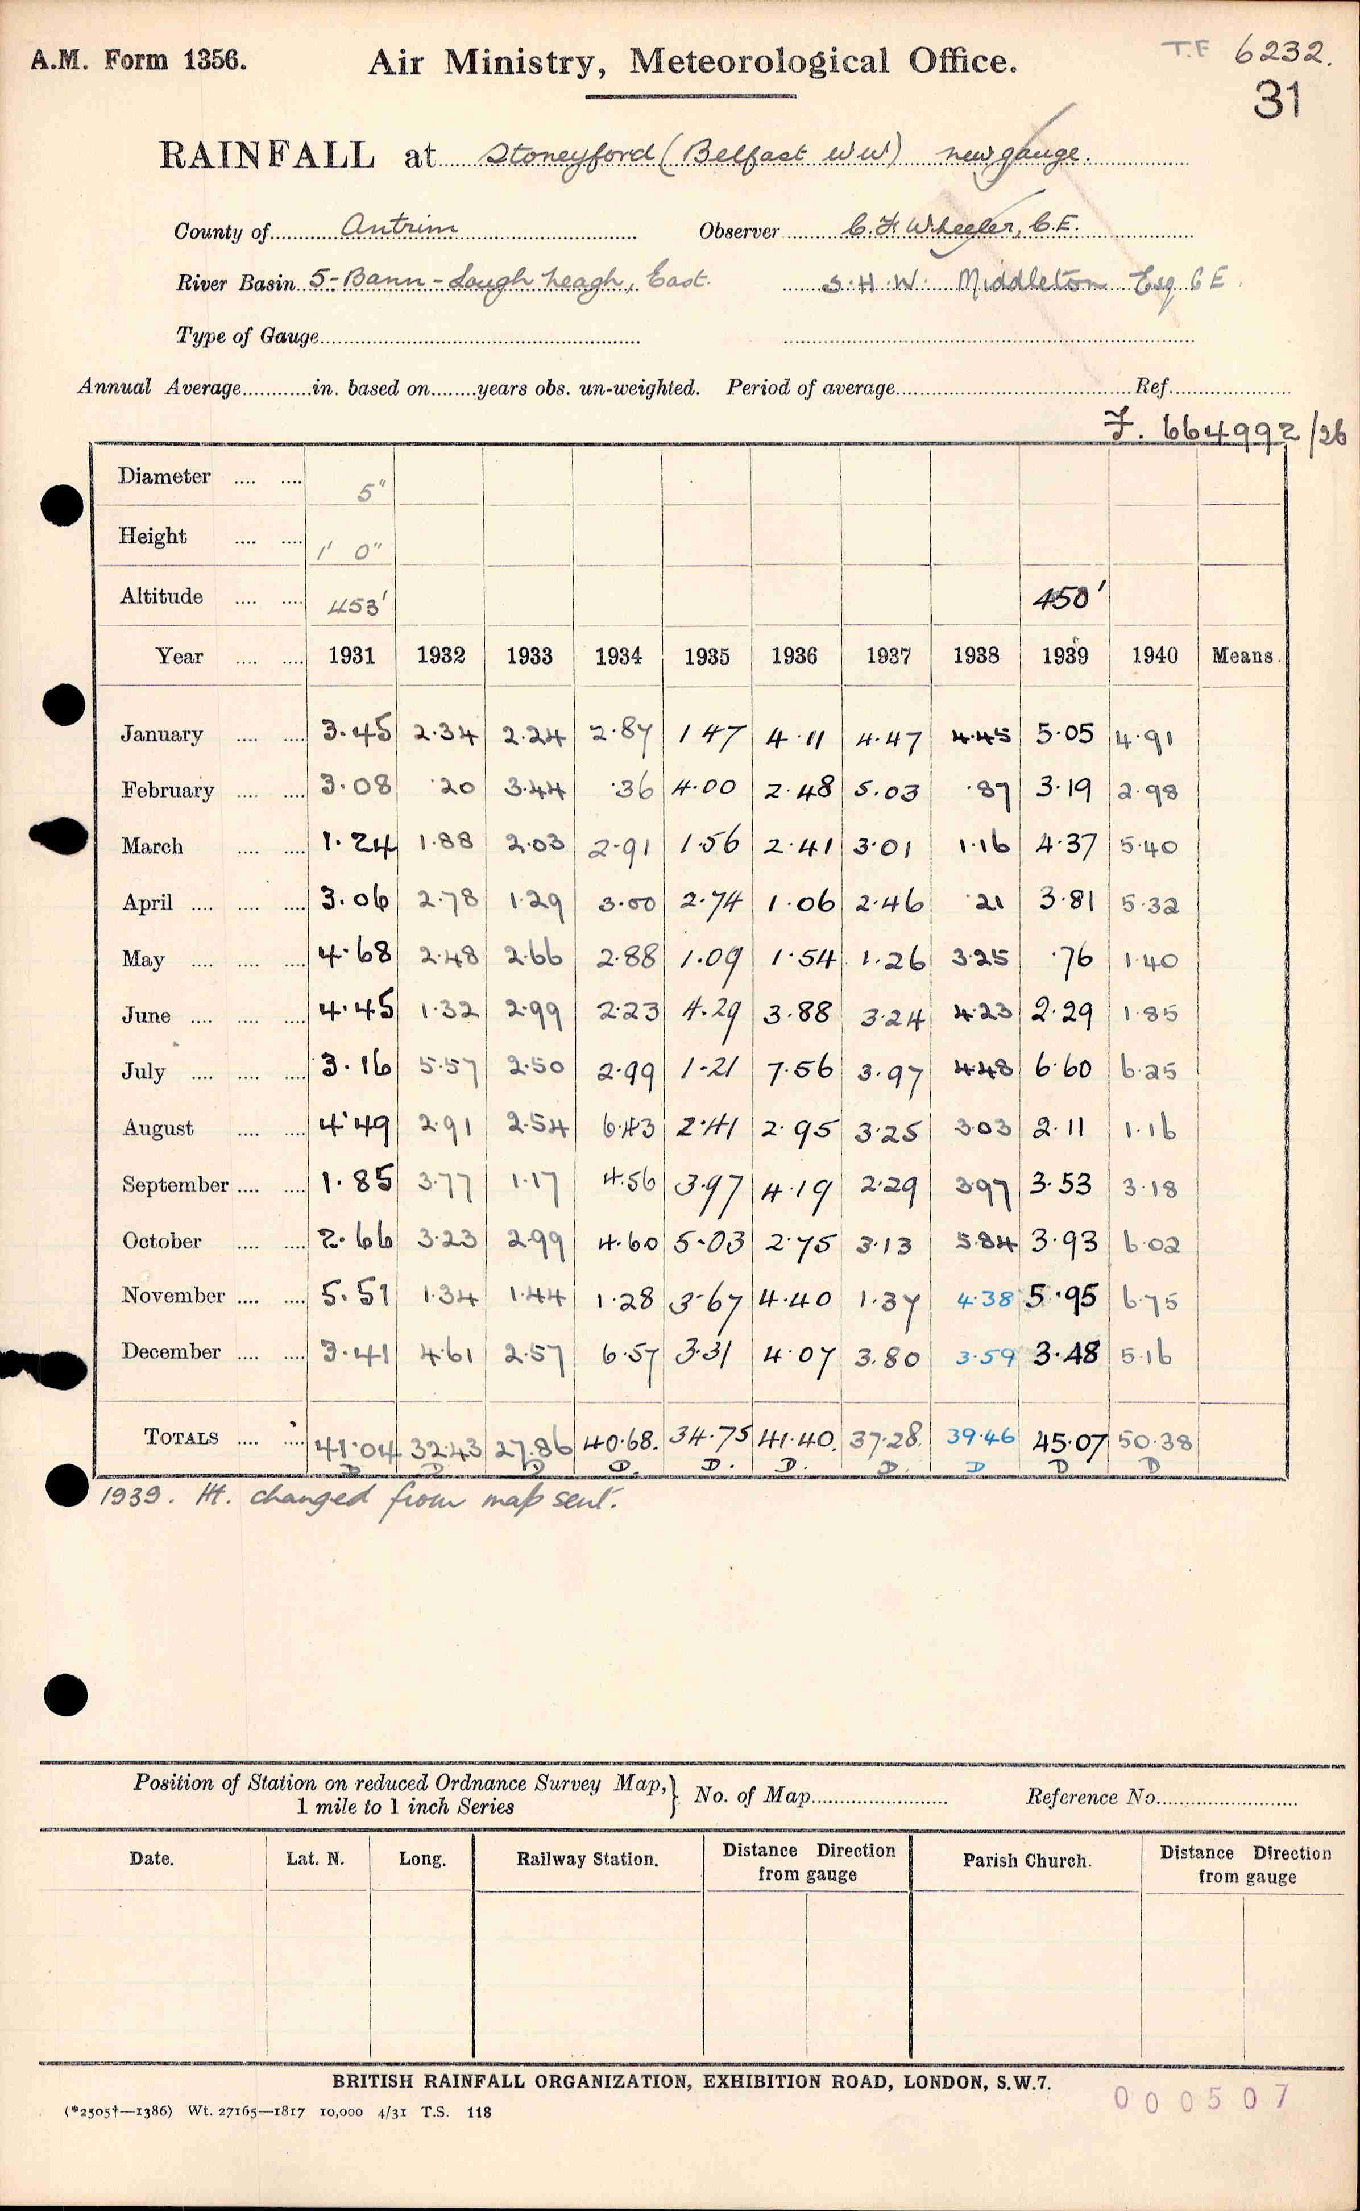 A.M. Form 1356.
Air Ministry, Meteorological Office.
T.F 6232.
31
RAINFALL at Stoneyford (Belfast WW) new gauge.
County of Antrim Observer C. F. Wheeler, C.E.
River Basin 5-Bann-Lough Neagh, East. S.H.W. Middleton Esq CE.
Type of Gauge
Annual Average in. based on years obs. un-weighted. Period of average Ref.
I. 664992/26
Diameter 5"
Height 1' 0"
Altitude 453' 450'
Year 1931 1932 1933 1934 1935 1936 1937 1938 1939 1940 Means.
January 3.45 2.34 2.24 2.87 1.47 4.11 4.47 4.45 5.05 4.91
February 3.08 .20 3.44 .36 4.00 2.48 5.03 .87 3.19 2.98
March 1.24 1.88 2.03 2.91 1.56 2.41 3.01 1.16 4.37 5.40
April 3.06 2.78 1.29 3.00 2.74 1.06 2.46 .21 3.81 5.32
May 4.68 2.48 2.66 2.88 1.09 1.54 1.26 3.25 .76 1.40
June 4.45 1.32 2.99 2.23 4.29 3.88 3.24 4.23 2.29 1.85
July 3.16 5.57 2.50 2.99 1.21 7.56 3.97 4.48 6.60 6.25
August 4.49 2.91 2.54 6.43 2.41 2.95 3.25 3.03 2.11 1.16
September 1.85 3.77 1.17 4.56 3.97 4.19 2.29 3.97 3.53 3.18
October 2.66 3.23 2.99 4.60 5.03 2.75 3.13 5.84 3.93 6.02
November 5.51 1.34 1.44 1.28 3.67 4.40 1.37 4.38 5.95 6.75
December 3.41 4.61 2.57 6.57 3.31 4.07 3.80 3.59 3.48 5.16
TOTALS 41.04 32.43 27.86 40.68. 34.75 41.40. 37.28. 39.46 45.07 50.38
D D D D. D. D. D. D D D
1939. Ht. changed from map sent.
Position of Station on reduced Ordnance Survey Map, 1 mile to 1 inch Series } No. of Map Reference No.
Date. Lat. N. Long. Railway Station. Distance Direction from gauge Parish Church. Distance Direction from gauge
BRITISH RAINFALL ORGANIZATION, EXHIBITION ROAD, LONDON, S.W.7.
000507
(*2505†—1386) Wt. 27165—1817 10,000 4/31 T.S. 118